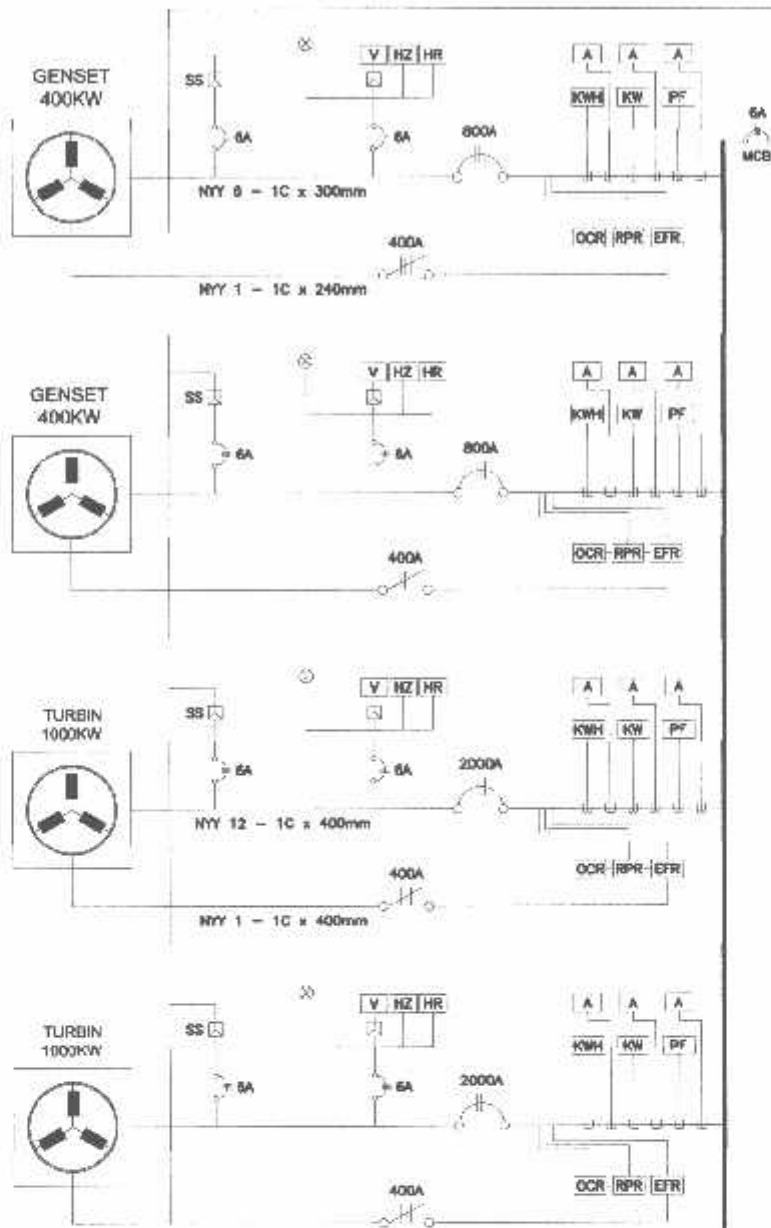 GENSET
400KW
SS
6A
V HZ HR
6A
800A
A A A
KWH KW PF
6A
MCB
NYY 6 - 1C x 300mm
OCR RPR EFR
400A
NYY 1 - 1C x 240mm
GENSET
400KW
SS
6A
V HZ HR
6A
800A
A A A
KWH KW PF
OCR RPR EFR
400A
TURBIN
1000KW
SS
6A
V HZ HR
6A
2000A
A A A
KWH KW PF
NYY 12 - 1C x 400mm
OCR RPR EFR
400A
NYY 1 - 1C x 400mm
TURBIN
1000KW
SS
6A
V HZ HR
6A
2000A
A A A
KWH KW PF
OCR RPR EFR
400A